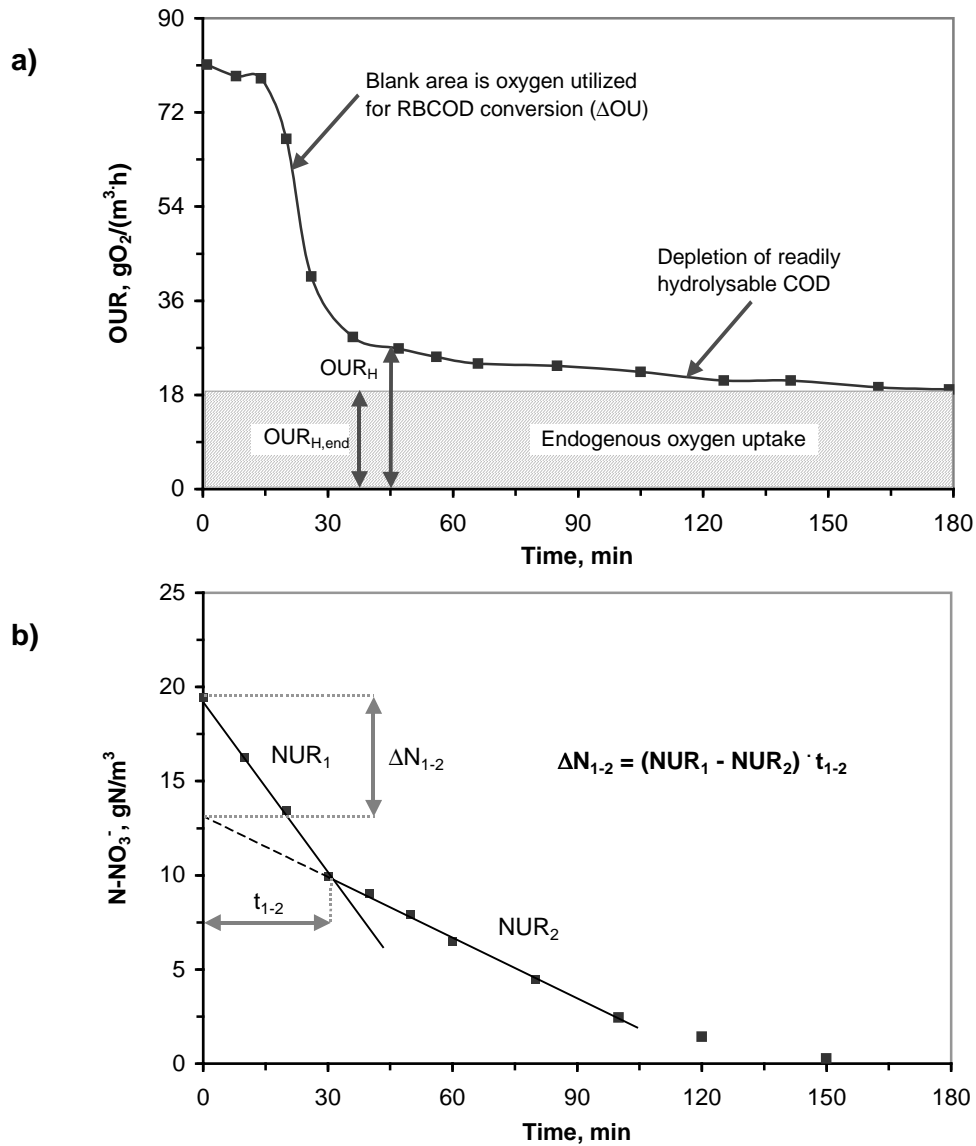 a)
90
72
54
36
18
0
OUR, gO₂/(m³·h)
Blank area is oxygen utilized
for RBCOD conversion (ΔOU)
Depletion of readily
hydrolysable COD
OUR_H
OUR_H,end
Endogenous oxygen uptake
0 30 60 90 120 150 180
Time, min
b)
25
20
15
10
5
0
N-NO₃⁻, gN/m³
NUR₁
ΔN₁₋₂
ΔN₁₋₂ = (NUR₁ - NUR₂) · t₁₋₂
t₁₋₂
NUR₂
0 30 60 90 120 150 180
Time, min